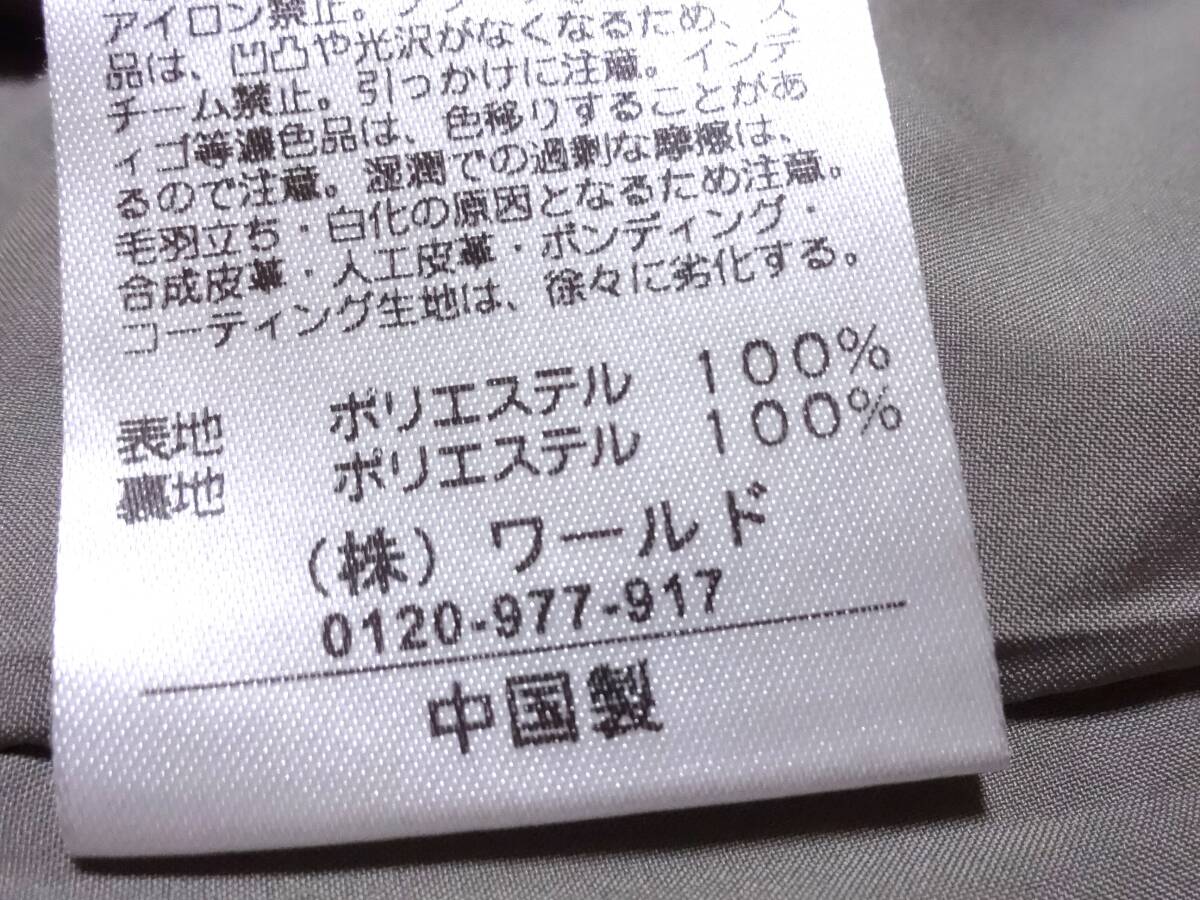 アイロン禁止。
品は、凹凸や光沢がなくなるため、ス
チーム禁止。引っかけに注意。インデ
ィゴ等濃色品は、色移りすることがあ
るので注意。湿潤での過剰な摩擦は、
毛羽立ち・白化の原因となるため注意。
合成皮革・人工皮革・ボンディング・
コーティング生地は、徐々に劣化する。
表地 ポリエステル 100%
裏地 ポリエステル 100%
(株) ワールド
0120-977-917
中国製